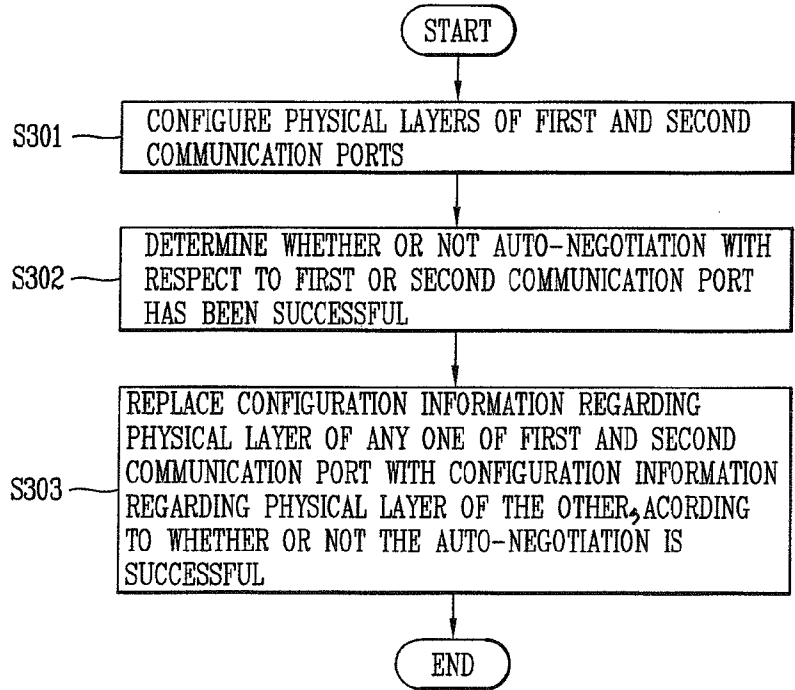 START
S301
CONFIGURE PHYSICAL LAYERS OF FIRST AND SECOND
COMMUNICATION PORTS
S302
DETERMINE WHETHER OR NOT AUTO-NEGOTIATION WITH
RESPECT TO FIRST OR SECOND COMMUNICATION PORT
HAS BEEN SUCCESSFUL
S303
REPLACE CONFIGURATION INFORMATION REGARDING
PHYSICAL LAYER OF ANY ONE OF FIRST AND SECOND
COMMUNICATION PORT WITH CONFIGURATION INFORMATION
REGARDING PHYSICAL LAYER OF THE OTHER, ACORDING
TO WHETHER OR NOT THE AUTO-NEGOTIATION IS
SUCCESSFUL
END